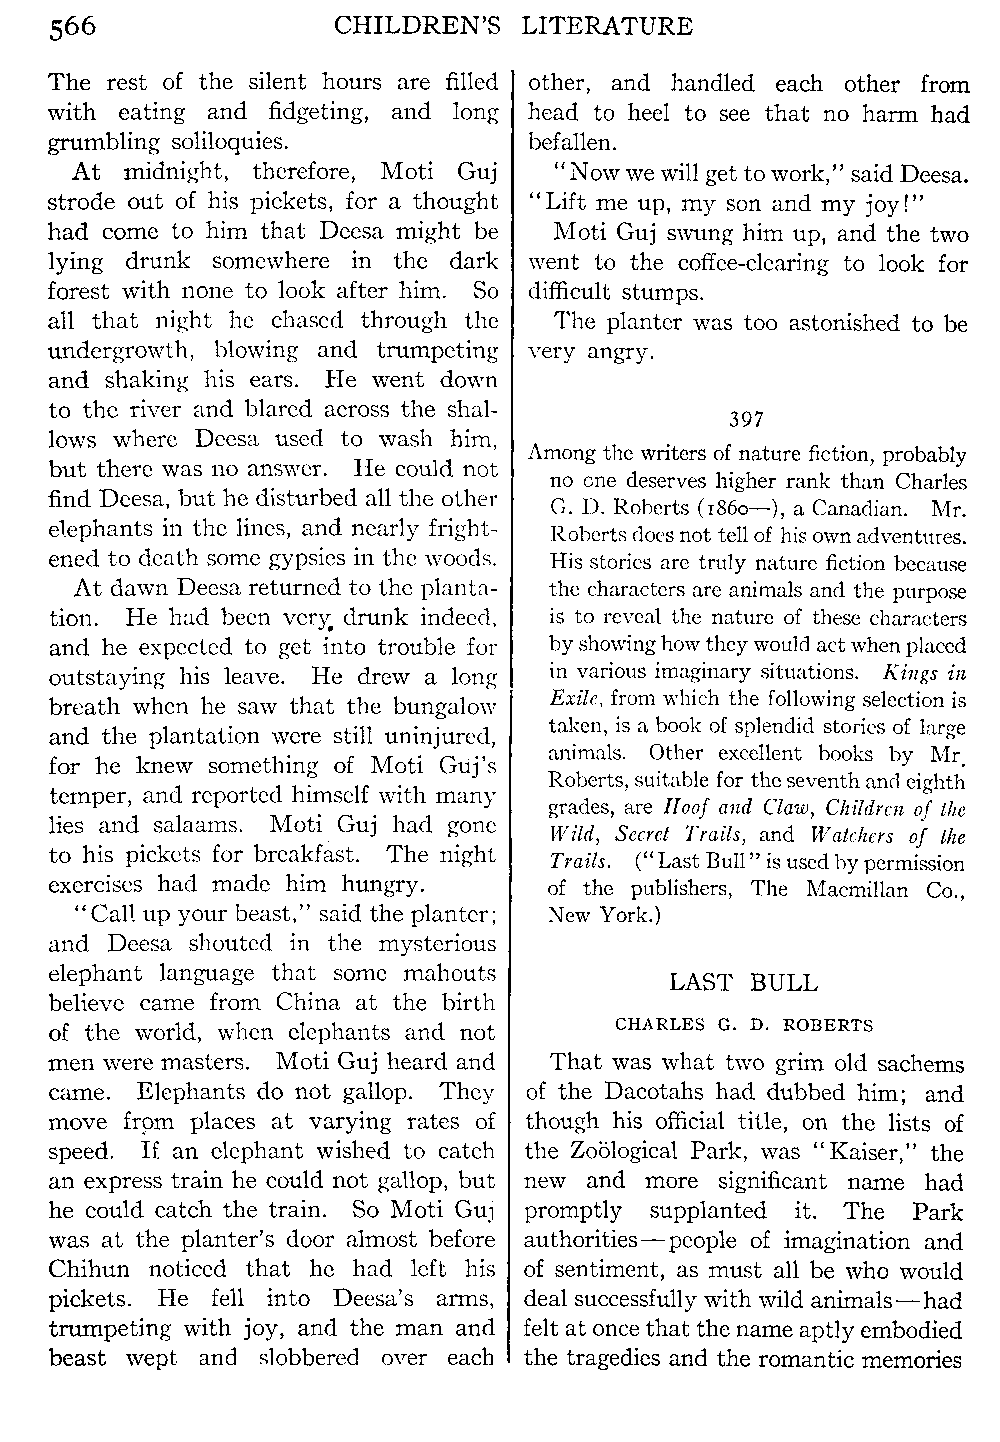 566 CHILDREN'S LITERATURE
The rest of the silent hours are filled
with eating and fidgeting, and long
grumbling soliloquies.
At midnight, therefore, Moti Guj
strode out of his pickets, for a thought
had come to him that Deesa might be
lying drunk somewhere in the dark
forest with none to look after him. So
all that night he chased through the
undergrowth, blowing and trumpeting
and shaking his ears. He went down
to the river and blared across the shal-
lows where Deesa used to wash him,
but there was no answer. He could not
find Deesa, but he disturbed all the other
elephants in the lines, and nearly fright-
ened to death some gypsies in the woods.
At dawn Deesa returned to the planta-
tion. He had been very drunk indeed,
and he expected to get into trouble for
outstaying his leave. He drew a long
breath when he saw that the bungalow
and the plantation were still uninjured,
for he knew something of Moti Guj's
temper, and reported himself with many
lies and salaams. Moti Guj had gone
to his pickets for breakfast. The night
exercises had made him hungry.
"Call up your beast," said the planter;
and Deesa shouted in the mysterious
elephant language that some mahouts
believe came from China at the birth
of the world, when elephants and not
men were masters. Moti Guj heard and
came. Elephants do not gallop. They
move from places at varying rates of
speed. If an elephant wished to catch
an express train he could not gallop, but
he could catch the train. So Moti Guj
was at the planter's door almost before
Chihun noticed that he had left his
pickets. He fell into Deesa's arms,
trumpeting with joy, and the man and
beast wept and slobbered over each
other, and handled each other from
head to heel to see that no harm had
befallen.
"Now we will get to work," said Deesa.
"Lift me up, my son and my joy!"
Moti Guj swung him up, and the two
went to the coffee-clearing to look for
difficult stumps.
The planter was too astonished to be
very angry.
397
Among the writers of nature fiction, probably
no one deserves higher rank than Charles
G. D. Roberts (1860—), a Canadian. Mr.
Roberts does not tell of his own adventures.
His stories are truly nature fiction because
the characters are animals and the purpose
is to reveal the nature of these characters
by showing how they would act when placed
in various imaginary situations. Kings in
Exile, from which the following selection is
taken, is a book of splendid stories of large
animals. Other excellent books by Mr.
Roberts, suitable for the seventh and eighth
grades, are Hoof and Claw, Children of the
Wild, Secret Trails, and Watchers of the
Trails. ("Last Bull" is used by permission
of the publishers, The Macmillan Co.,
New York.)
LAST BULL
CHARLES G. D. ROBERTS
That was what two grim old sachems
of the Dacotahs had dubbed him; and
though his official title, on the lists of
the Zoölogical Park, was "Kaiser," the
new and more significant name had
promptly supplanted it. The Park
authorities—people of imagination and
of sentiment, as must all be who would
deal successfully with wild animals—had
felt at once that the name aptly embodied
the tragedies and the romantic memories